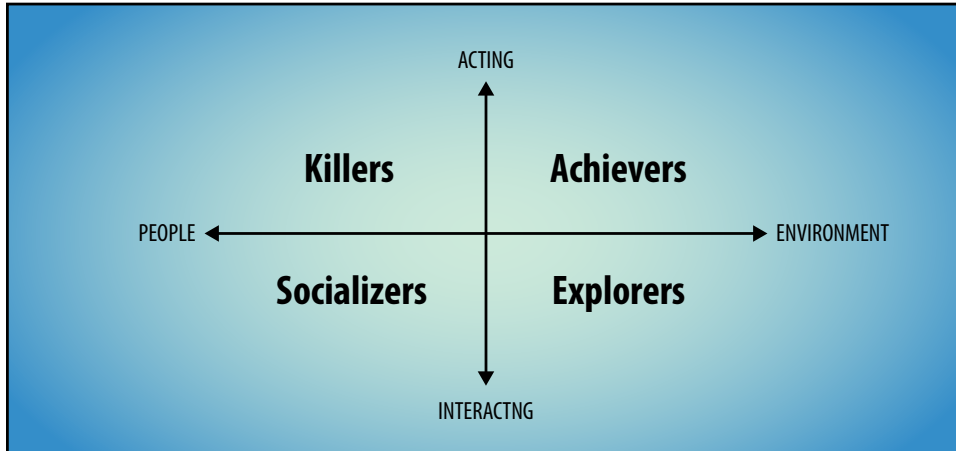 ACTING
Killers Achievers
PEOPLE ENVIRONMENT
Socializers Explorers
INTERACTNG